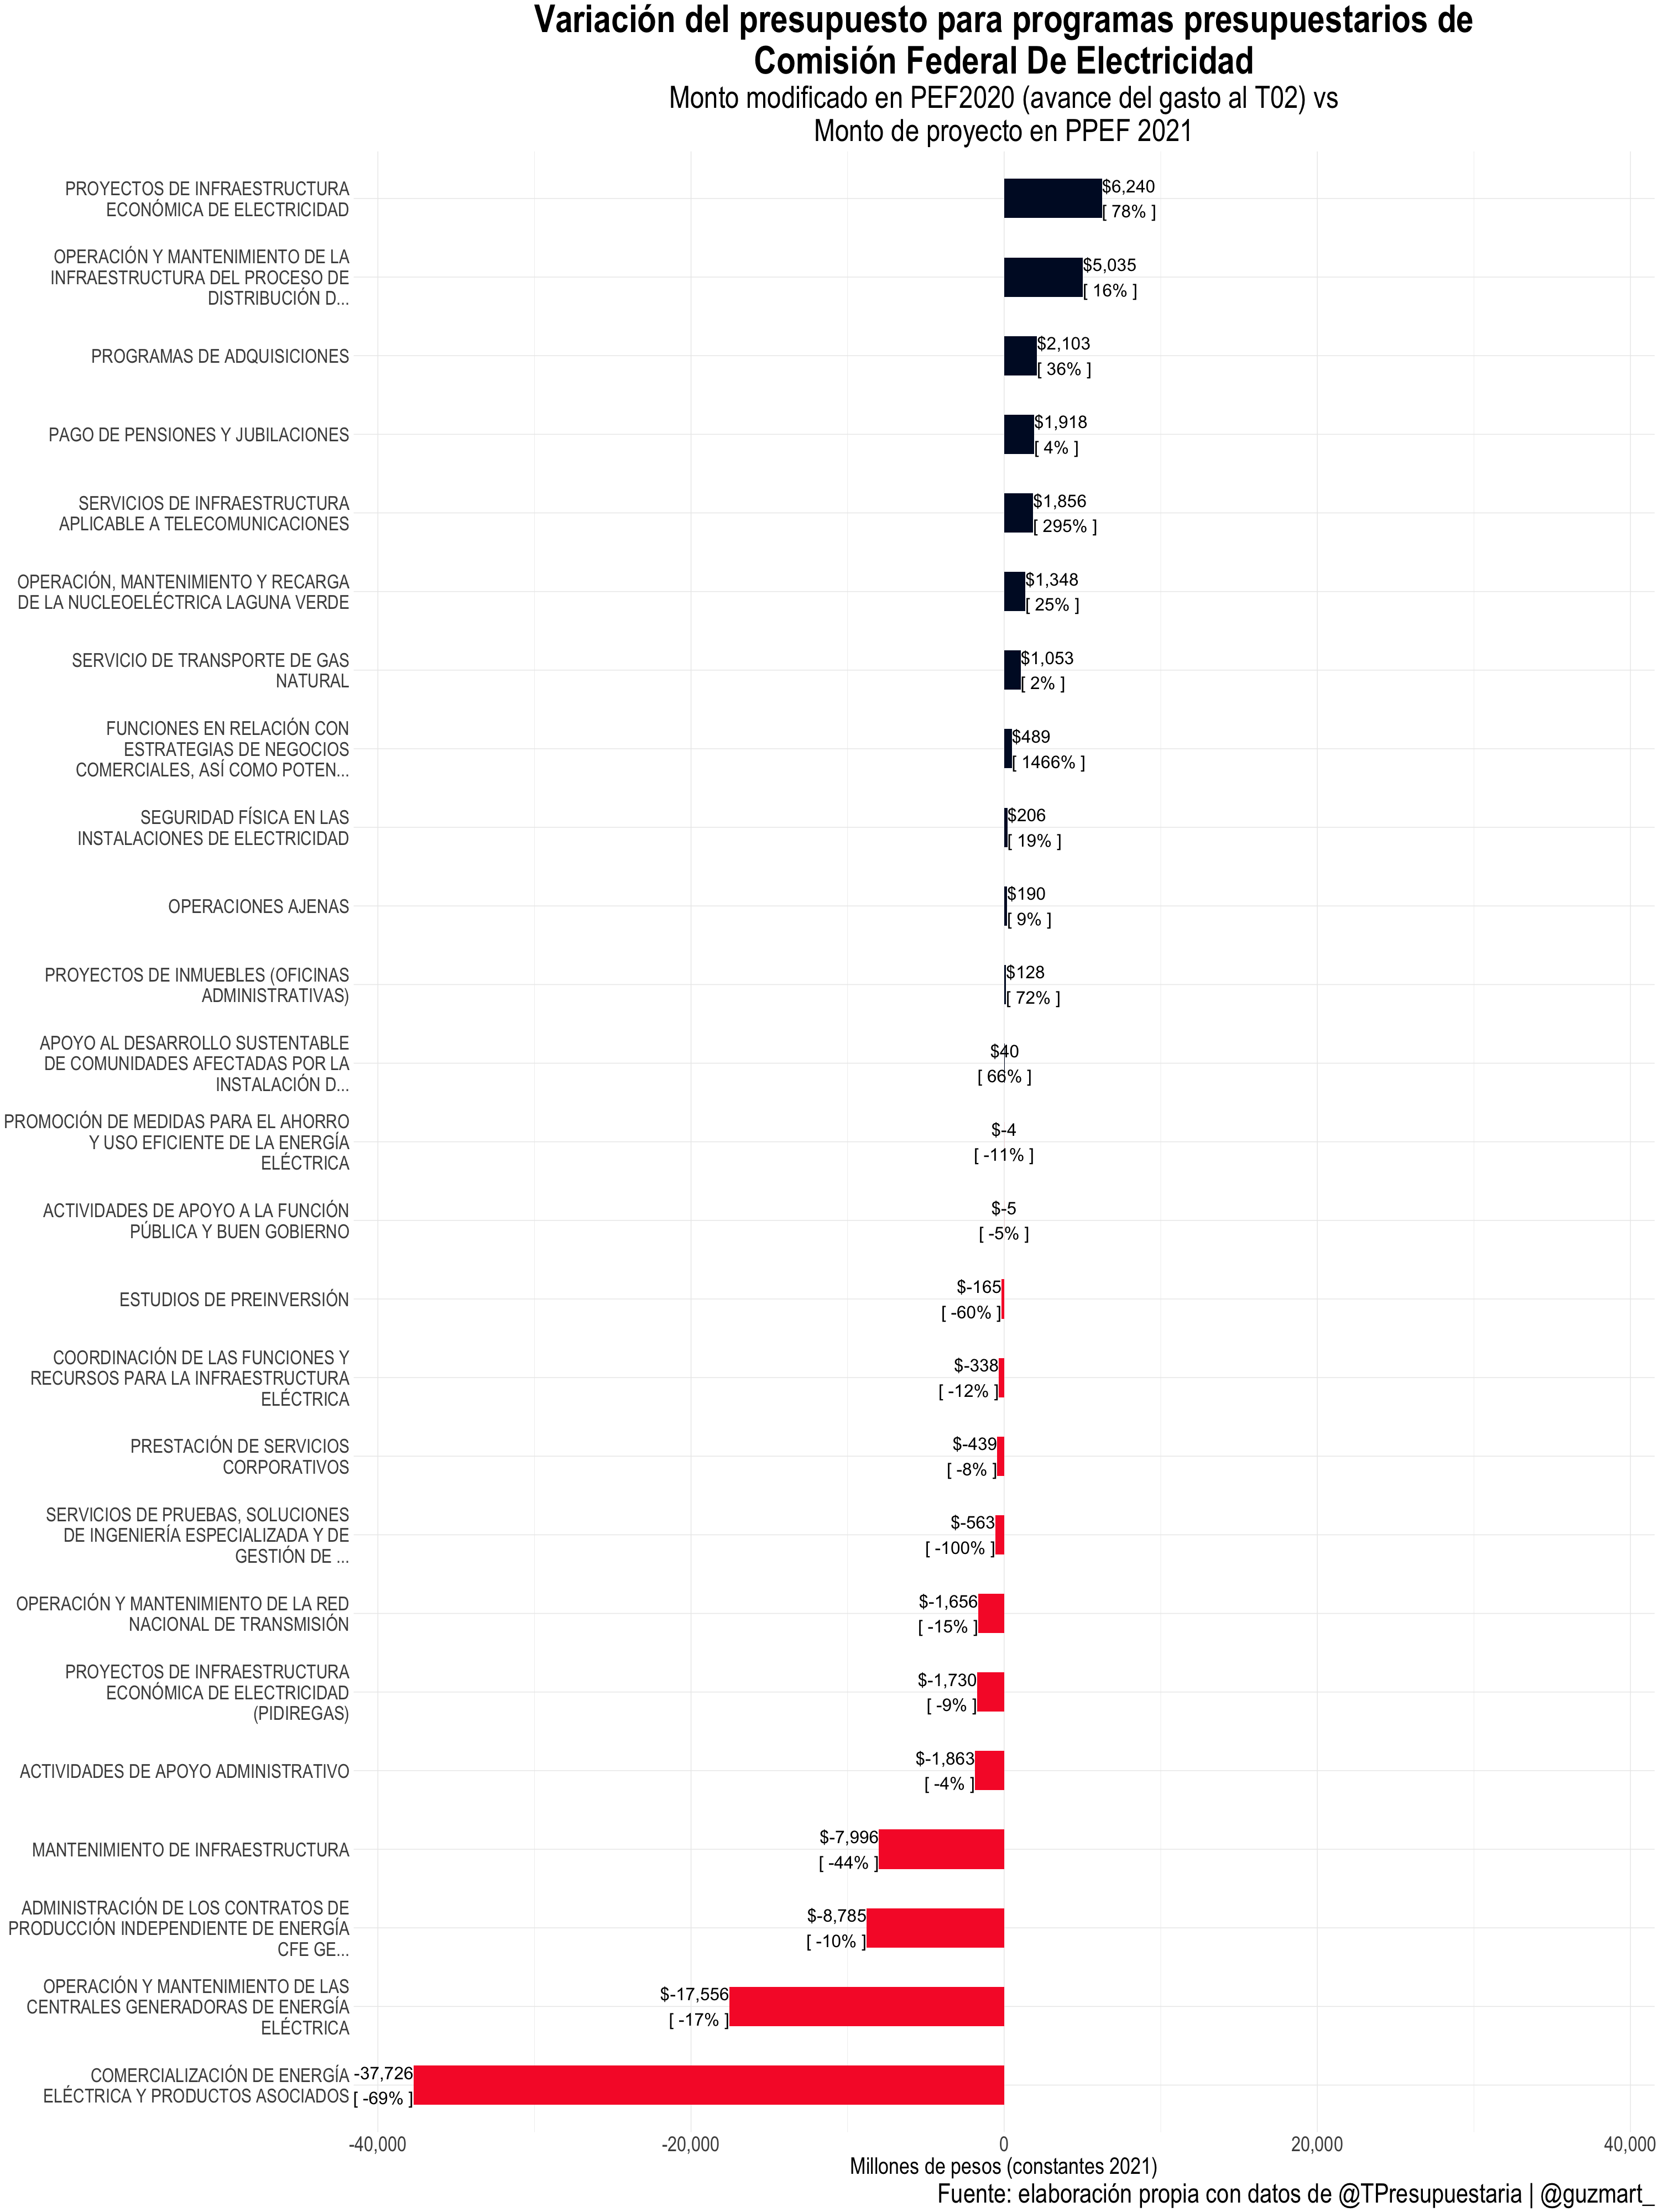 Variación del presupuesto para programas presupuestarios de
Comisión Federal De Electricidad
Monto modificado en PEF2020 (avance del gasto al T02) vs
Monto de proyecto en PPEF 2021
PROYECTOS DE INFRAESTRUCTURA
ECONÓMICA DE ELECTRICIDAD
$6,240
[ 78% ]
OPERACIÓN Y MANTENIMIENTO DE LA
INFRAESTRUCTURA DEL PROCESO DE
DISTRIBUCIÓN D...
$5,035
[ 16% ]
PROGRAMAS DE ADQUISICIONES
$2,103
[ 36% ]
PAGO DE PENSIONES Y JUBILACIONES
$1,918
[ 4% ]
SERVICIOS DE INFRAESTRUCTURA
APLICABLE A TELECOMUNICACIONES
$1,856
[ 295% ]
OPERACIÓN, MANTENIMIENTO Y RECARGA
DE LA NUCLEOELÉCTRICA LAGUNA VERDE
$1,348
[ 25% ]
SERVICIO DE TRANSPORTE DE GAS
NATURAL
$1,053
[ 2% ]
FUNCIONES EN RELACIÓN CON
ESTRATEGIAS DE NEGOCIOS
COMERCIALES, ASÍ COMO POTEN...
$489
[ 1466% ]
SEGURIDAD FÍSICA EN LAS
INSTALACIONES DE ELECTRICIDAD
$206
[ 19% ]
OPERACIONES AJENAS
$190
[ 9% ]
PROYECTOS DE INMUEBLES (OFICINAS
ADMINISTRATIVAS)
$128
[ 72% ]
APOYO AL DESARROLLO SUSTENTABLE
DE COMUNIDADES AFECTADAS POR LA
INSTALACIÓN D...
$40
[ 66% ]
PROMOCIÓN DE MEDIDAS PARA EL AHORRO
Y USO EFICIENTE DE LA ENERGÍA
ELÉCTRICA
$-4
[ -11% ]
ACTIVIDADES DE APOYO A LA FUNCIÓN
PÚBLICA Y BUEN GOBIERNO
$-5
[ -5% ]
ESTUDIOS DE PREINVERSIÓN
$-165
[ -60% ]
COORDINACIÓN DE LAS FUNCIONES Y
RECURSOS PARA LA INFRAESTRUCTURA
ELÉCTRICA
$-338
[ -12% ]
PRESTACIÓN DE SERVICIOS
CORPORATIVOS
$-439
[ -8% ]
SERVICIOS DE PRUEBAS, SOLUCIONES
DE INGENIERÍA ESPECIALIZADA Y DE
GESTIÓN DE ...
$-563
[ -100% ]
OPERACIÓN Y MANTENIMIENTO DE LA RED
NACIONAL DE TRANSMISIÓN
$-1,656
[ -15% ]
PROYECTOS DE INFRAESTRUCTURA
ECONÓMICA DE ELECTRICIDAD
(PIDIREGAS)
$-1,730
[ -9% ]
ACTIVIDADES DE APOYO ADMINISTRATIVO
$-1,863
[ -4% ]
MANTENIMIENTO DE INFRAESTRUCTURA
$-7,996
[ -44% ]
ADMINISTRACIÓN DE LOS CONTRATOS DE
PRODUCCIÓN INDEPENDIENTE DE ENERGÍA
CFE GE...
$-8,785
[ -10% ]
OPERACIÓN Y MANTENIMIENTO DE LAS
CENTRALES GENERADORAS DE ENERGÍA
ELÉCTRICA
$-17,556
[ -17% ]
COMERCIALIZACIÓN DE ENERGÍA
ELÉCTRICA Y PRODUCTOS ASOCIADOS
-37,726
[ -69% ]
-40,000
-20,000
0
20,000
40,000
Millones de pesos (constantes 2021)
Fuente: elaboración propia con datos de @TPresupuestaria | @guzmart_